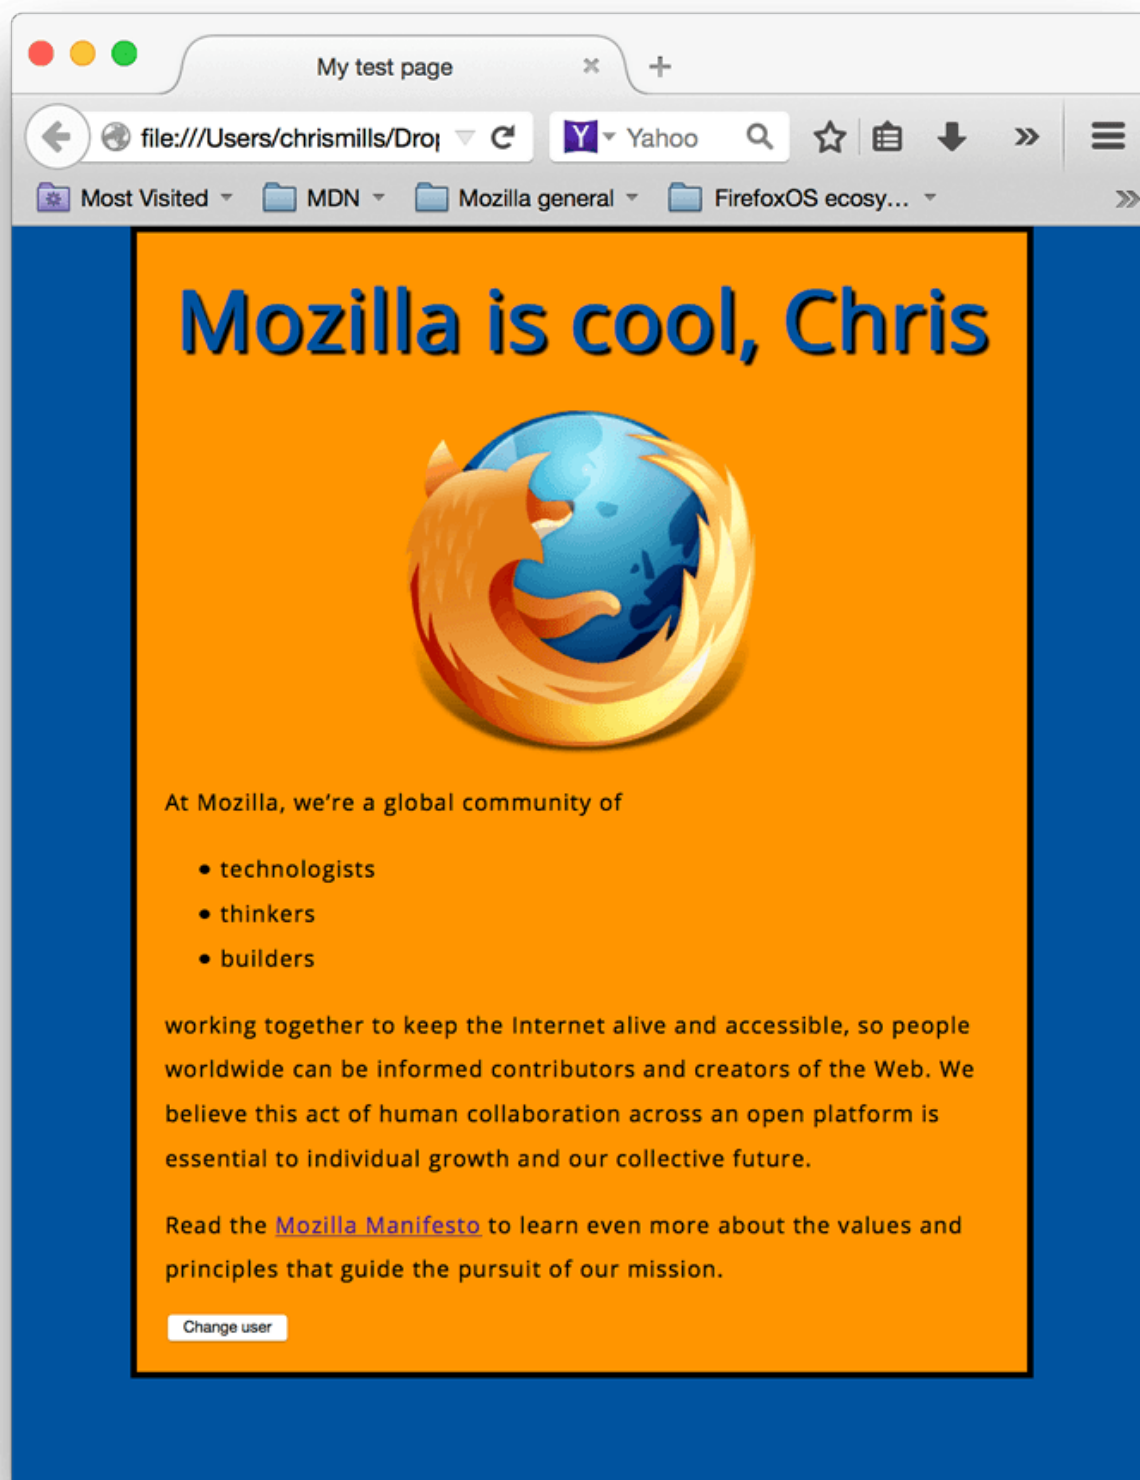 My test page
file:///Users/chrismills/Drop
Yahoo
Most Visited MDN Mozilla general FirefoxOS ecosy...
Mozilla is cool, Chris
At Mozilla, we’re a global community of
• technologists
• thinkers
• builders
working together to keep the Internet alive and accessible, so people
worldwide can be informed contributors and creators of the Web. We
believe this act of human collaboration across an open platform is
essential to individual growth and our collective future.
Read the Mozilla Manifesto to learn even more about the values and
principles that guide the pursuit of our mission.
Change user